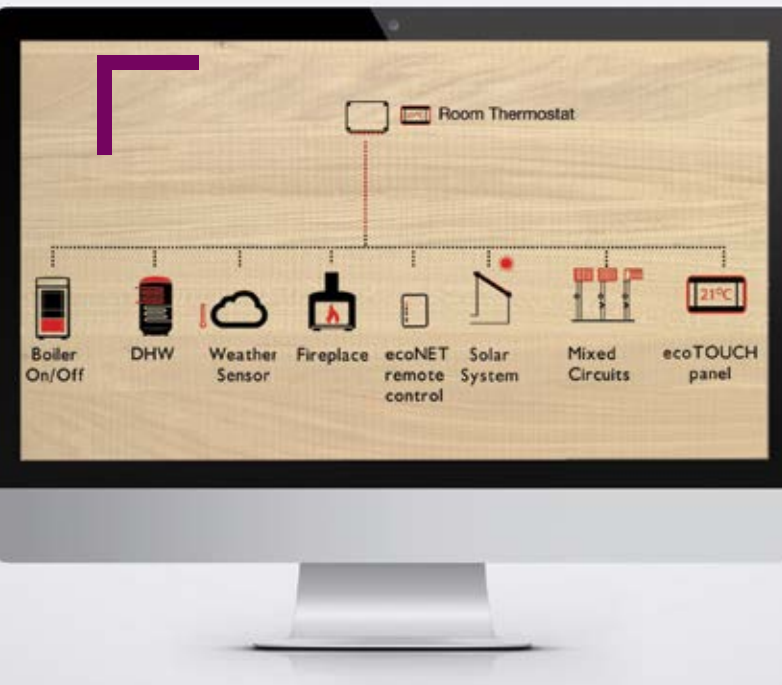 Room Thermostat
Boiler
On/Off
DHW
Weather
Sensor
Fireplace
ecoNET
remote
control
Solar
System
Mixed
Circuits
21°C
ecoTOUCH
panel